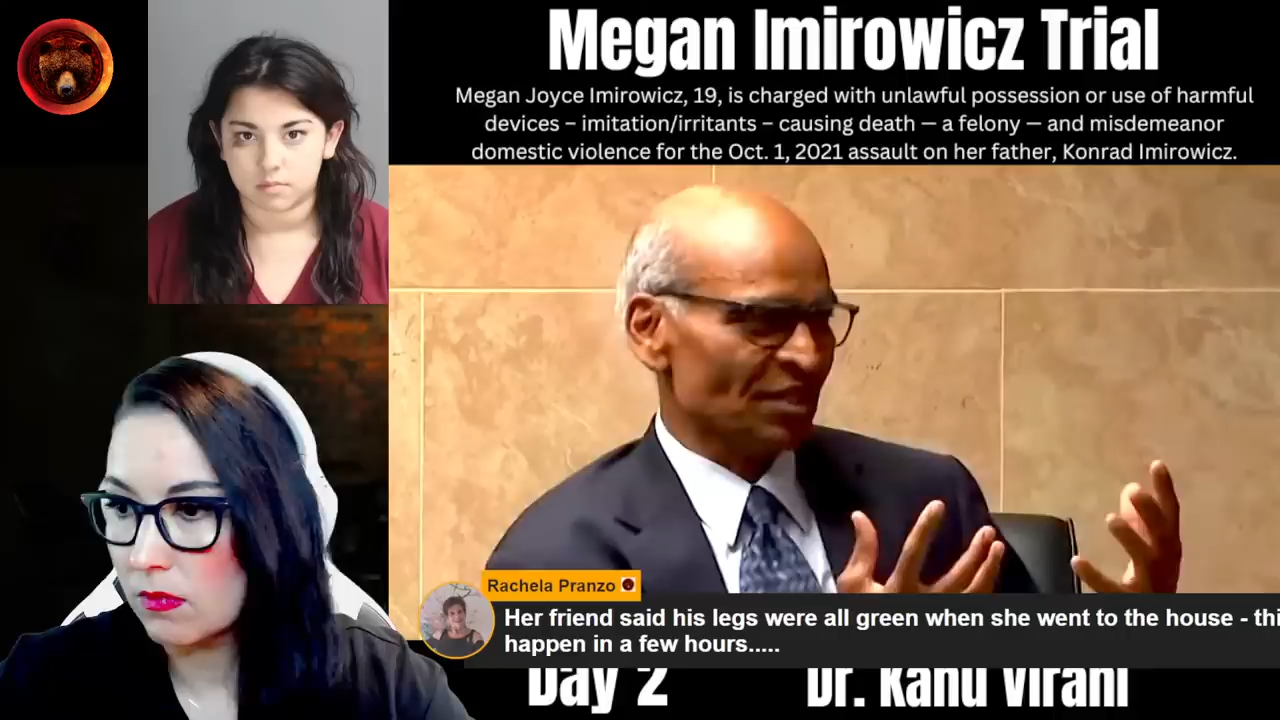 Megan Imirowicz Trial
Megan Joyce Imirowicz, 19, is charged with unlawful possession or use of harmful
devices – imitation/irritants – causing death – a felony – and misdemeanor
domestic violence for the Oct. 1, 2021 assault on her father, Konrad Imirowicz.
Rachela Pranzo
Her friend said his legs were all green when she went to the house -
happen in a few hours.....
Day 2
Dr. Kanu Virani